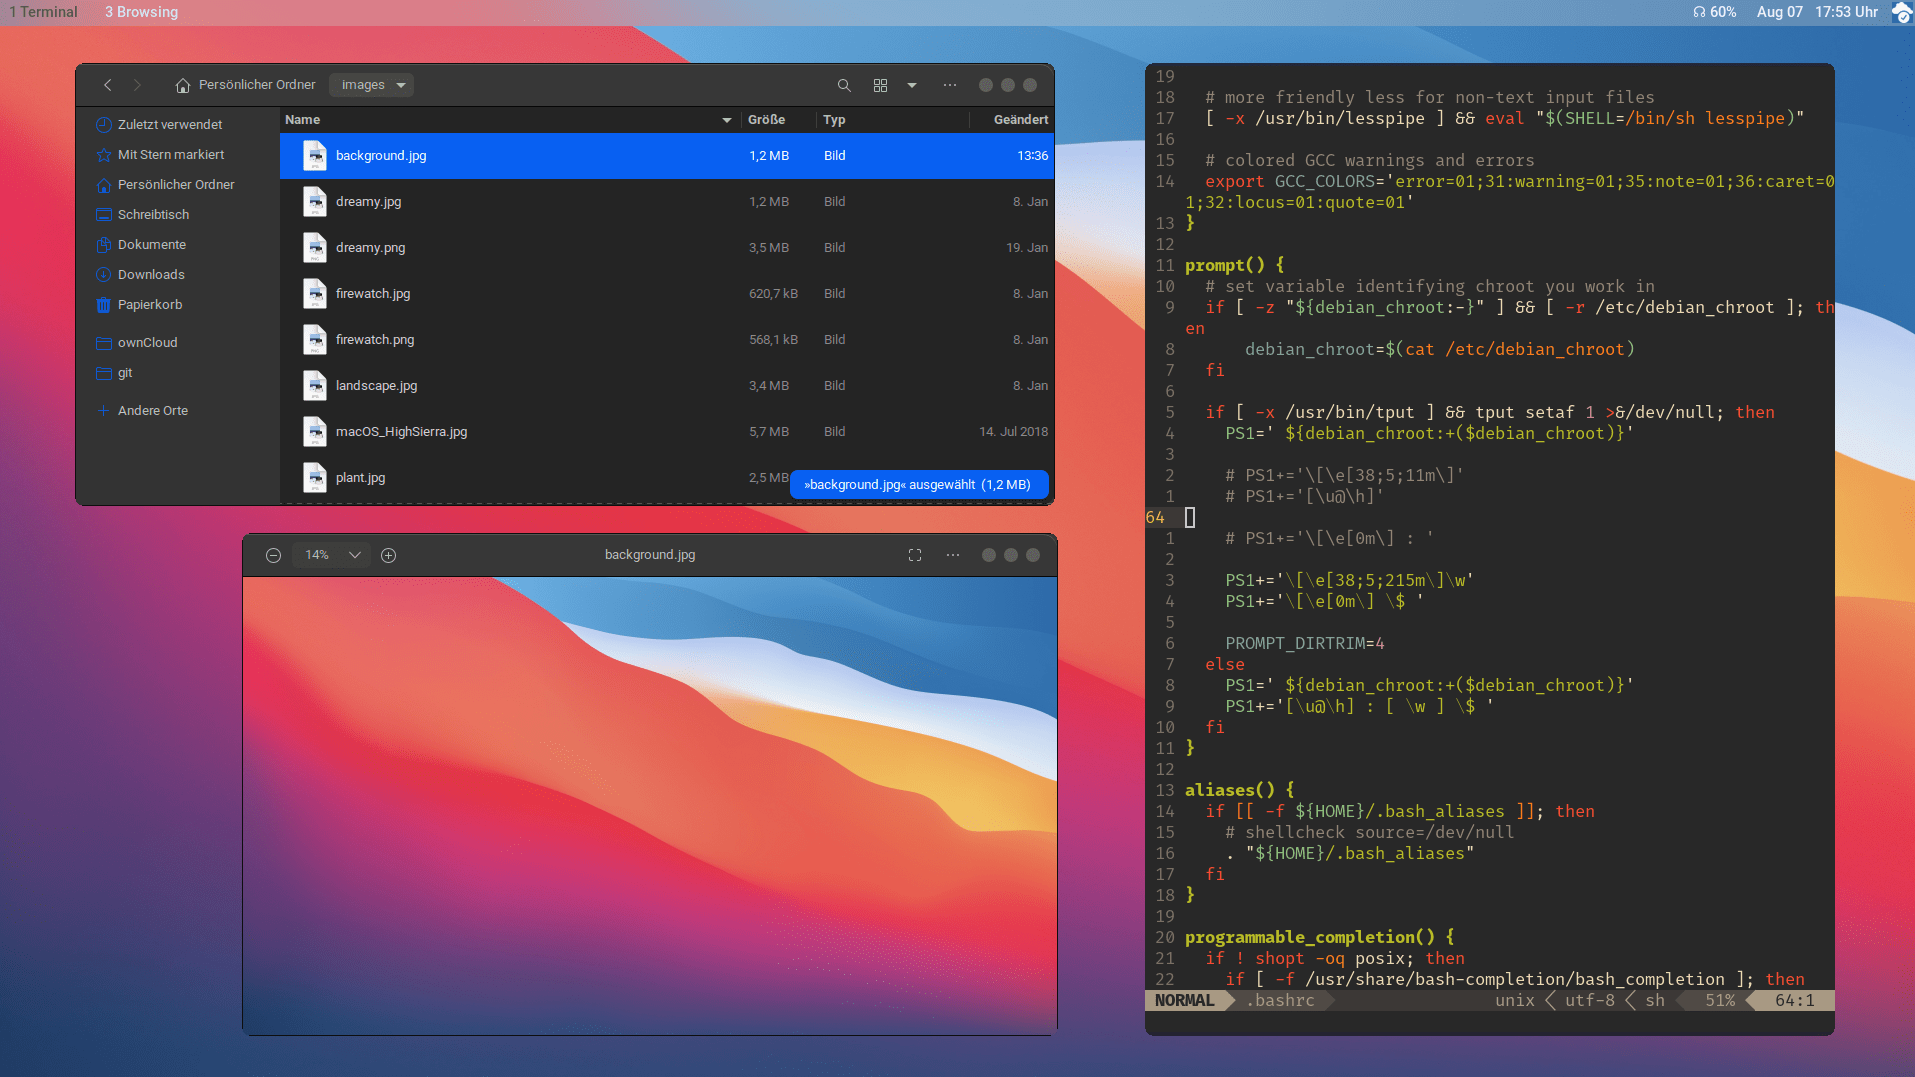 1 Terminal 3 Browsing 60% Aug 07 17:53 Uhr
Persönlicher Ordner images
Zuletzt verwendet
Mit Stern markiert
Persönlicher Ordner
Schreibtisch
Dokumente
Downloads
Papierkorb
ownCloud
git
Andere Orte
Name Größe Typ Geändert
background.jpg 1,2 MB Bild 13:36
dreamy.jpg 1,2 MB Bild 8. Jan
dreamy.png 3,5 MB Bild 19. Jan
firewatch.jpg 620,7 kB Bild 8. Jan
firewatch.png 568,1 kB Bild 8. Jan
landscape.jpg 3,4 MB Bild 8. Jan
macOS_HighSierra.jpg 5,7 MB Bild 14. Jul 2018
plant.jpg 2,5 MB
»background.jpg« ausgewählt (1,2 MB)
14% background.jpg
19
18 # more friendly less for non-text input files
17 [ -x /usr/bin/lesspipe ] && eval "$(SHELL=/bin/sh lesspipe)"
16
15 # colored GCC warnings and errors
14 export GCC_COLORS='error=01;31:warning=01;35:note=01;36:caret=0
1;32:locus=01:quote=01'
13 }
12
11 prompt() {
10 # set variable identifying chroot you work in
9 if [ -z "${debian_chroot:-}" ] && [ -r /etc/debian_chroot ]; th
en
8 debian_chroot=$(cat /etc/debian_chroot)
7 fi
6
5 if [ -x /usr/bin/tput ] && tput setaf 1 >&/dev/null; then
4 PS1=' ${debian_chroot:+($debian_chroot)}'
3
2 # PS1+='\[\e[38;5;11m\]'
1 # PS1+='[\u@\h]'
64
1 # PS1+='\[\e[0m\] : '
2
3 PS1+='\[\e[38;5;215m\]\w'
4 PS1+='\[\e[0m\] \$ '
5
6 PROMPT_DIRTRIM=4
7 else
8 PS1=' ${debian_chroot:+($debian_chroot)}'
9 PS1+='[\u@\h] : [ \w ] \$ '
10 fi
11 }
12
13 aliases() {
14 if [[ -f ${HOME}/.bash_aliases ]]; then
15 # shellcheck source=/dev/null
16 . "${HOME}/.bash_aliases"
17 fi
18 }
19
20 programmable_completion() {
21 if ! shopt -oq posix; then
22 if [ -f /usr/share/bash-completion/bash_completion ]; then
NORMAL .bashrc unix utf-8 sh 51% 64:1